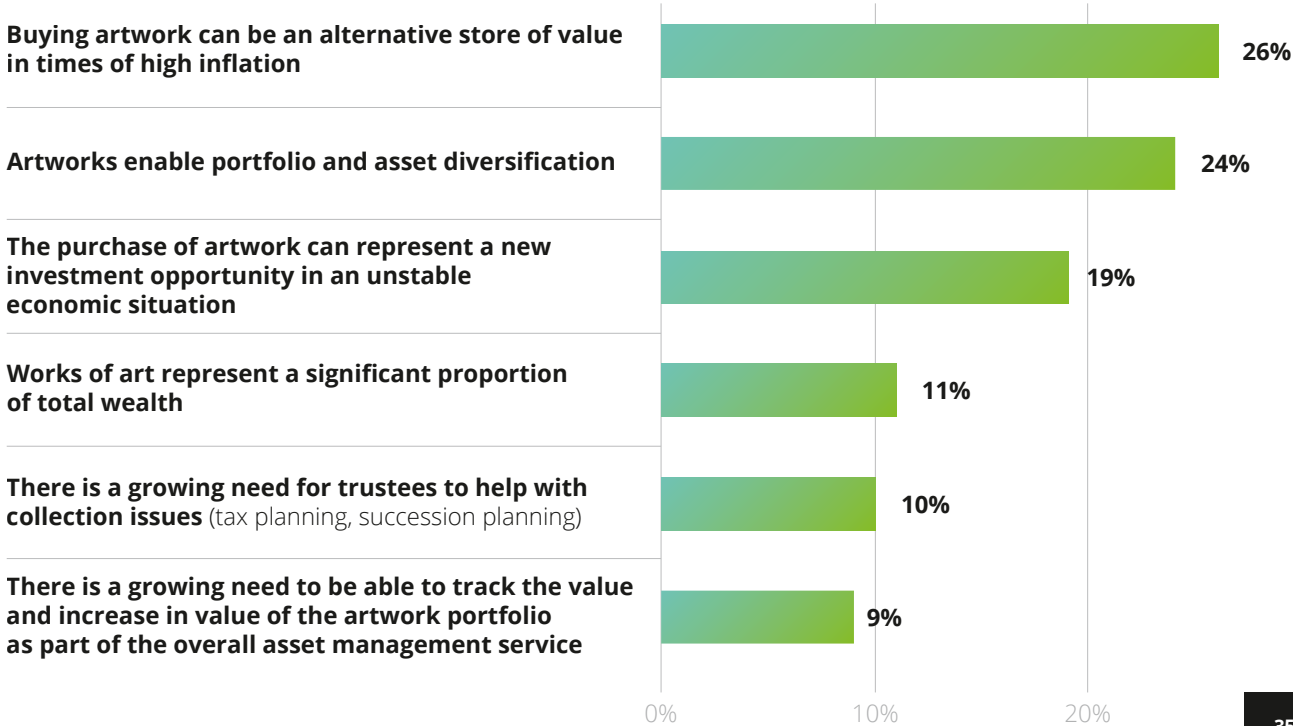 Buying artwork can be an alternative store of value
in times of high inflation
26%
Artworks enable portfolio and asset diversification
24%
The purchase of artwork can represent a new
investment opportunity in an unstable
economic situation
19%
Works of art represent a significant proportion
of total wealth
11%
There is a growing need for trustees to help with
collection issues (tax planning, succession planning)
10%
There is a growing need to be able to track the value
and increase in value of the artwork portfolio
as part of the overall asset management service
9%
0% 10% 20%